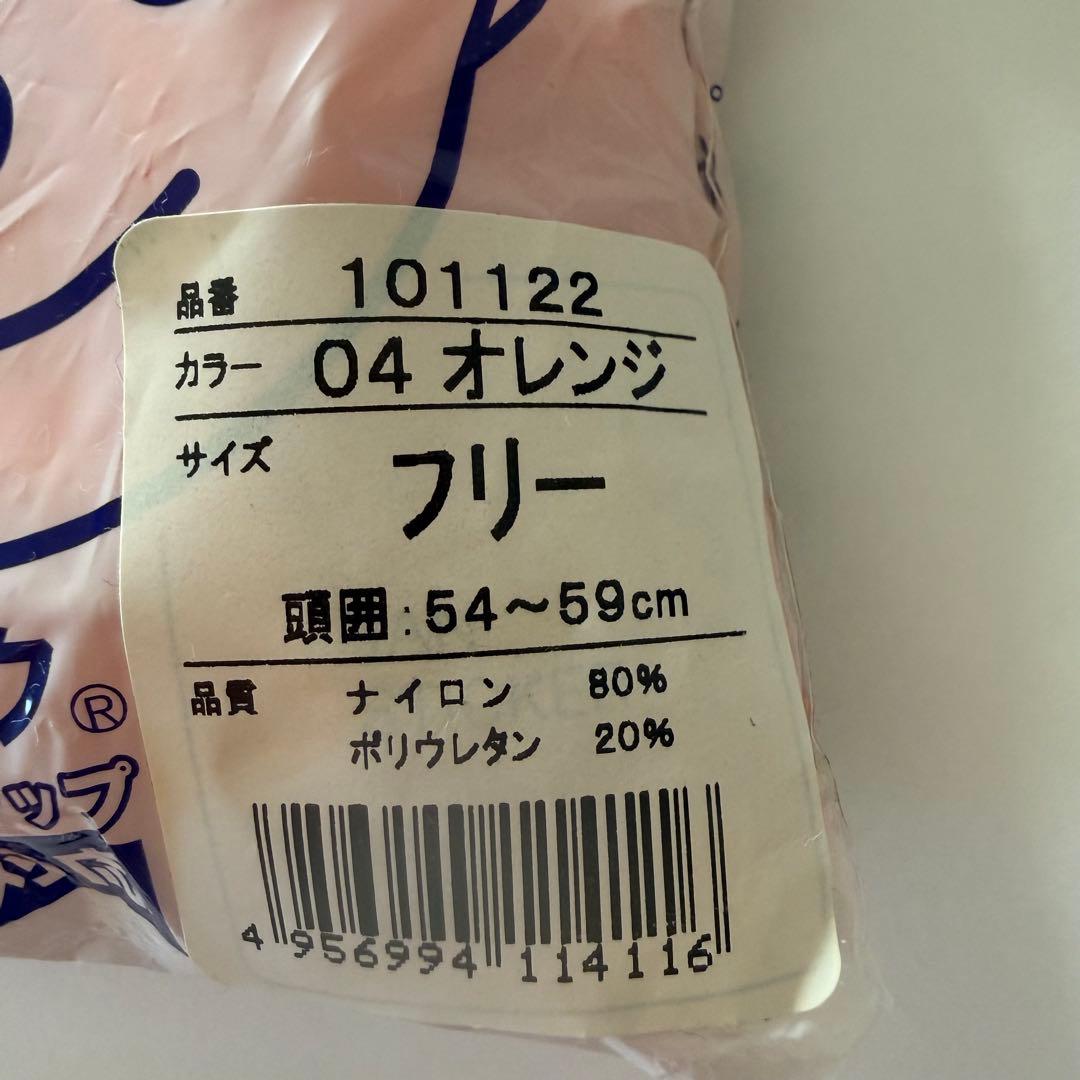 品番 101122
カラー 04 オレンジ
サイズ フリー
頭囲:54~59cm
品質 ナイロン 80%
ポリウレタン 20%
®
ップ
4 956994 114116